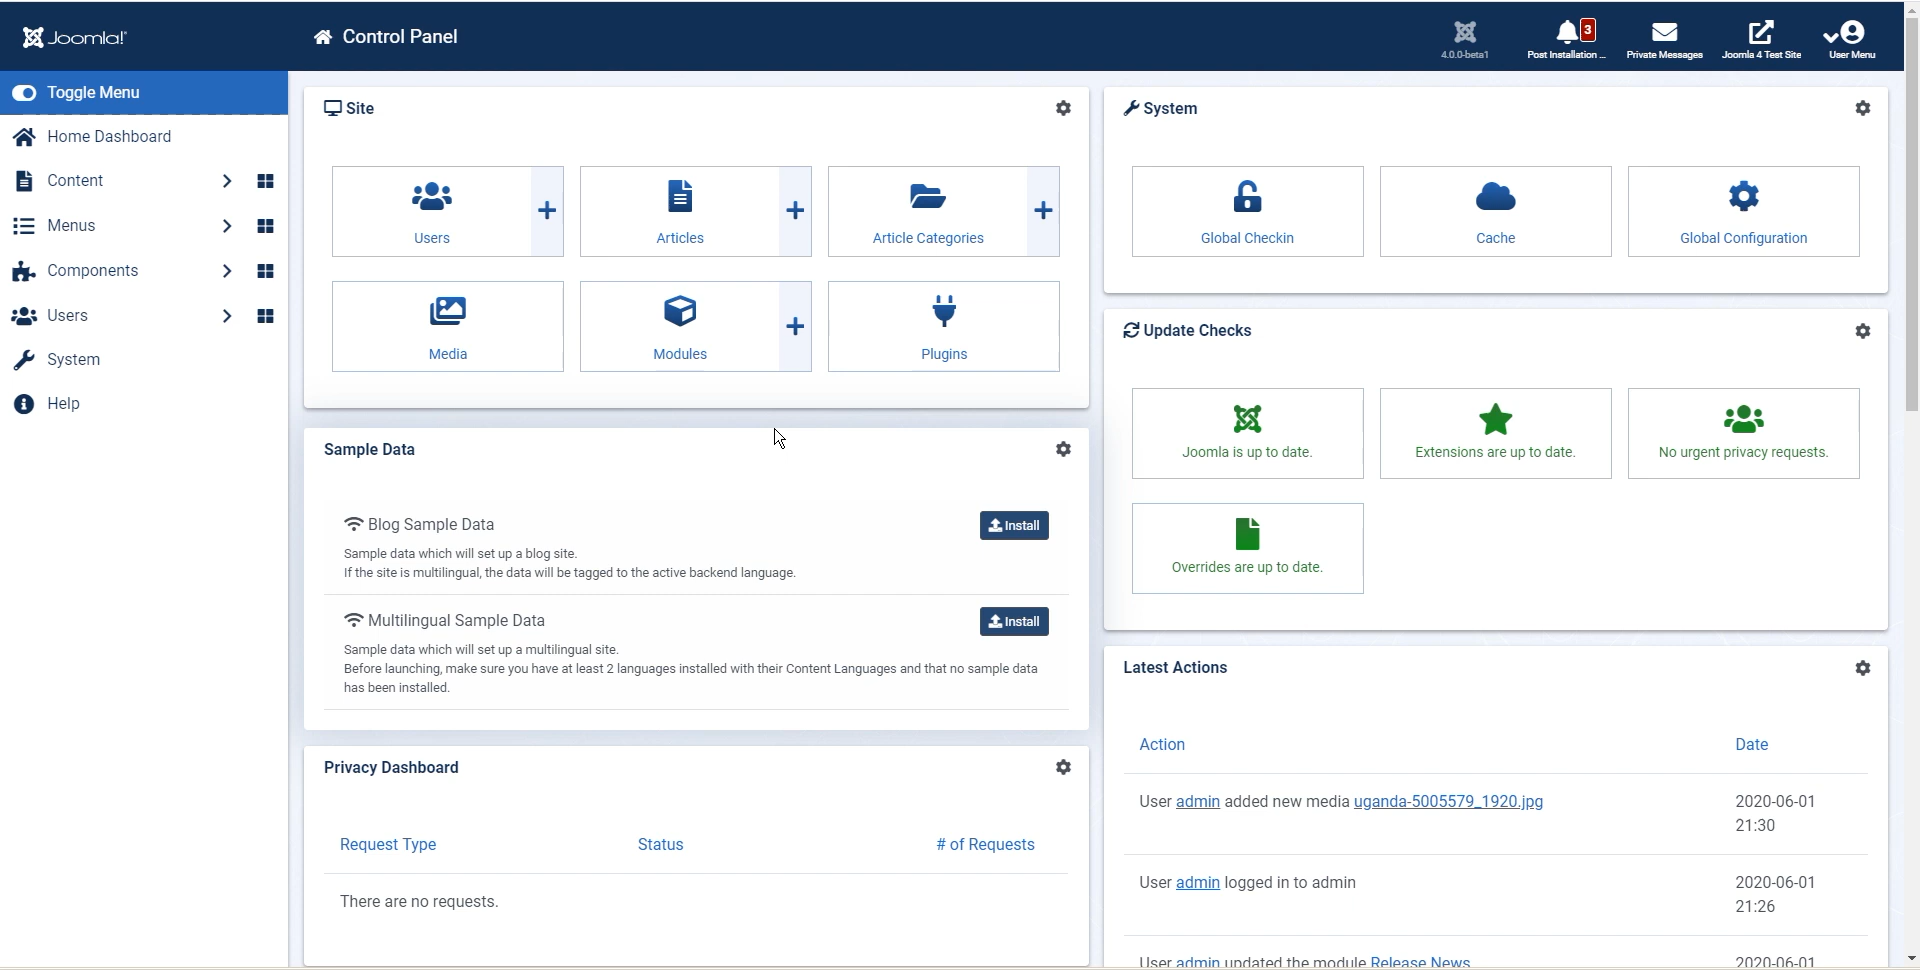 Joomla!
Control Panel
4.0.0-beta1
3
Post Installation ...
Private Messages
Joomla 4 Test Site
User Menu
Toggle Menu
Home Dashboard
Content
Menus
Components
Users
System
Help
Site
Users
Articles
Article Categories
Media
Modules
Plugins
Sample Data
Blog Sample Data
Install
Sample data which will set up a blog site.
If the site is multilingual, the data will be tagged to the active backend language.
Multilingual Sample Data
Install
Sample data which will set up a multilingual site.
Before launching, make sure you have at least 2 languages installed with their Content Languages and that no sample data
has been installed.
Privacy Dashboard
Request Type Status # of Requests
There are no requests.
System
Global Checkin
Cache
Global Configuration
Update Checks
Joomla is up to date.
Extensions are up to date.
No urgent privacy requests.
Overrides are up to date.
Latest Actions
Action Date
User admin added new media uganda-5005579_1920.jpg 2020-06-01
21:30
User admin logged in to admin 2020-06-01
21:26
User admin updated the module Release News 2020-06-01